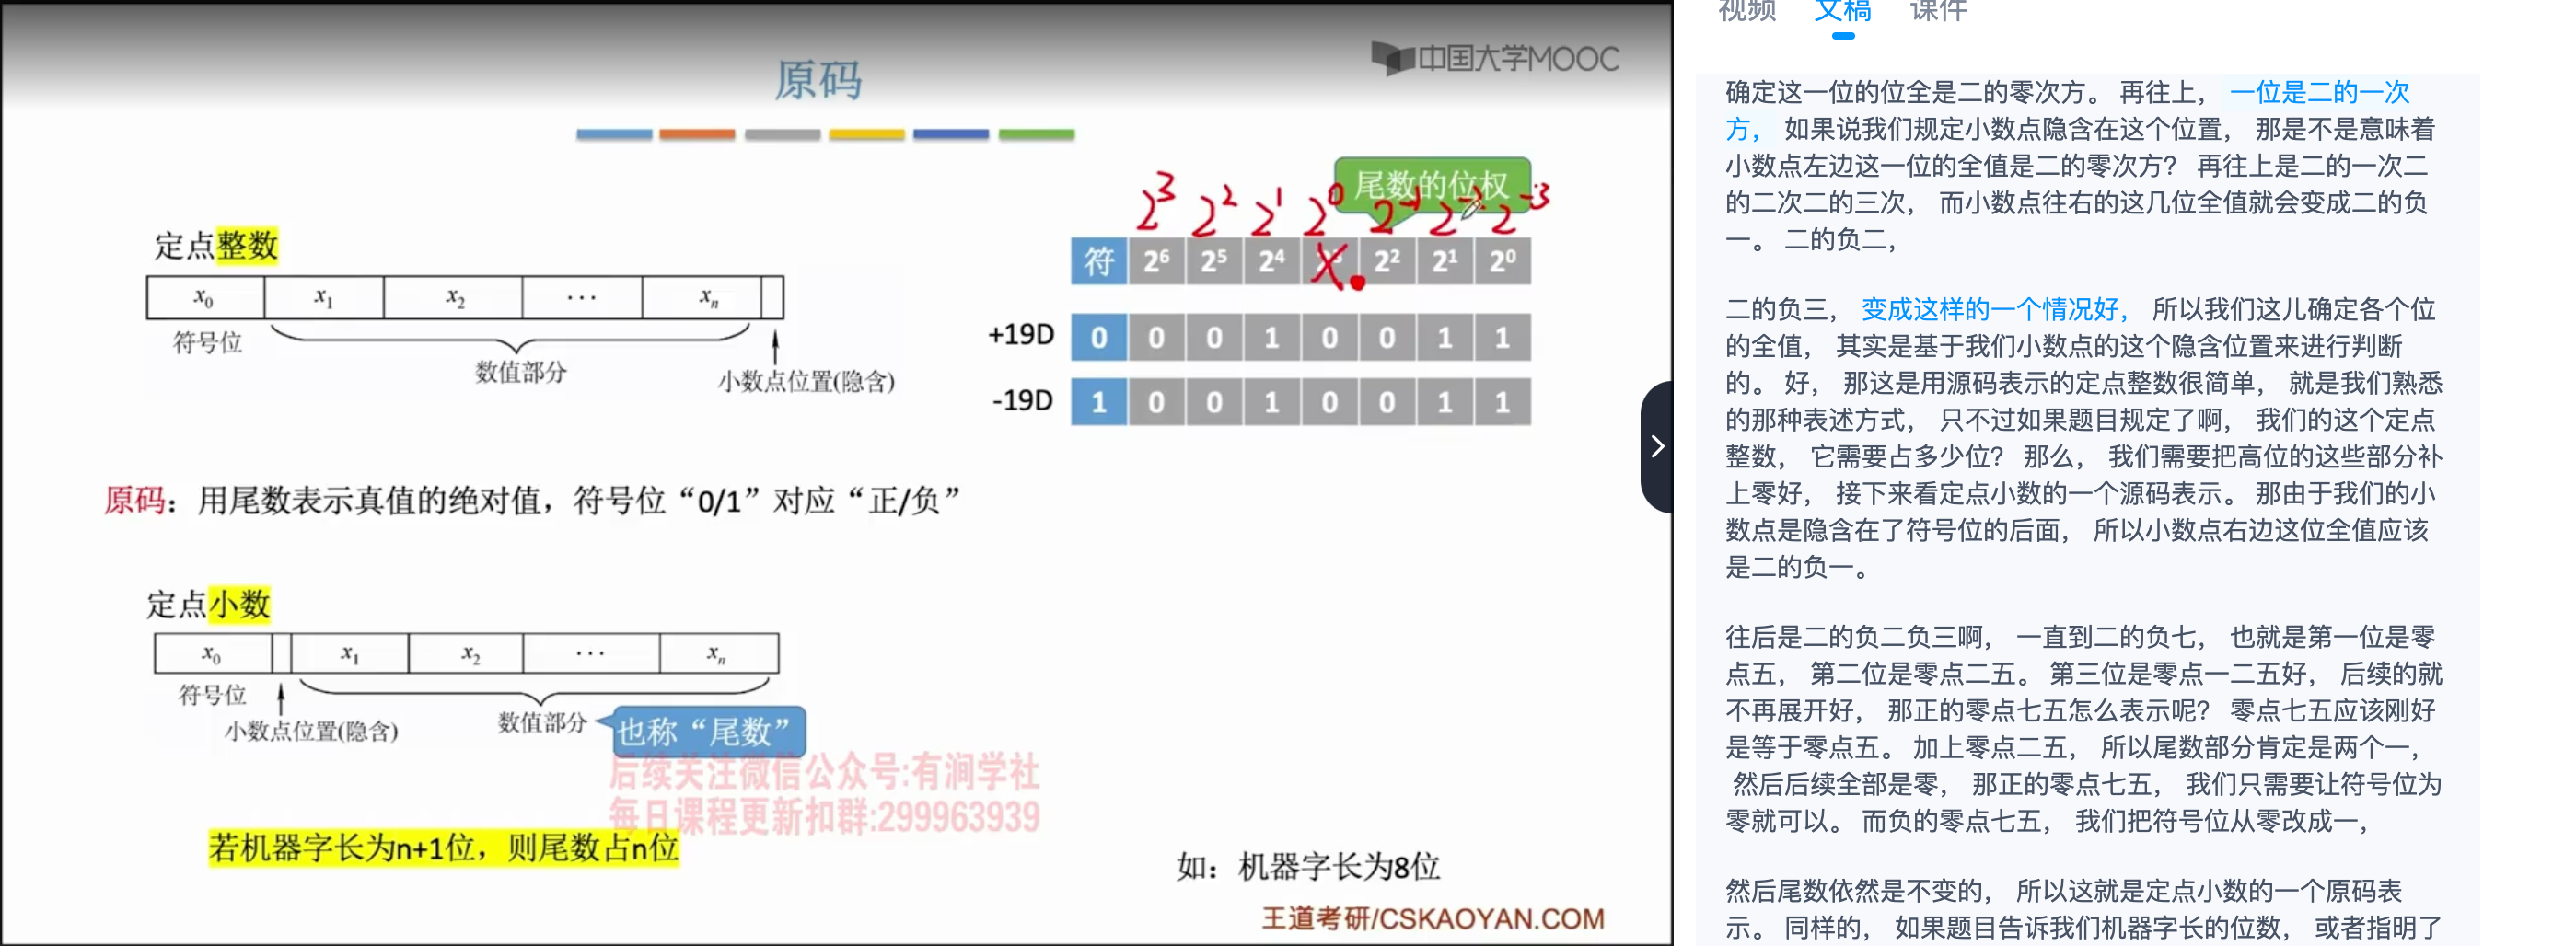 原码
中国大学MOOC
定点整数
x₀ x₁ x₂ ··· xₙ
符号位
数值部分
小数点位置(隐含)
尾数的位权
2³ 2² 2¹ 2⁰ 2⁻¹ 2⁻² 2⁻³
符 2⁶ 2⁵ 2⁴ X. 2² 2¹ 2⁰
+19D 0 0 0 1 0 0 1 1
-19D 1 0 0 1 0 0 1 1
原码：用尾数表示真值的绝对值，符号位“0/1”对应“正/负”
定点小数
x₀ x₁ x₂ ··· xₙ
符号位
小数点位置(隐含)
数值部分
也称“尾数”
后续关注微信公众号:有涧学社
每日课程更新扣群:299963939
若机器字长为n+1位，则尾数占n位
如：机器字长为8位
王道考研/CSKAOYAN.COM
视频 文稿 课件
确定这一位的位全是二的零次方。 再往上， 一位是二的一次
方， 如果说我们规定小数点隐含在这个位置， 那是不是意味着
小数点左边这一位的全值是二的零次方？ 再往上是二的一次二
的二次二的三次， 而小数点往右的这几位全值就会变成二的负
一。 二的负二，
二的负三， 变成这样的一个情况好， 所以我们这儿确定各个位
的全值， 其实是基于我们小数点的这个隐含位置来进行判断
的。 好， 那这是用源码表示的定点整数很简单， 就是我们熟悉
的那种表述方式， 只不过如果题目规定了啊， 我们的这个定点
整数， 它需要占多少位？ 那么， 我们需要把高位的这些部分补
上零好， 接下来看定点小数的一个源码表示。 那由于我们的小
数点是隐含在了符号位的后面， 所以小数点右边这位全值应该
是二的负一。
往后是二的负二负三啊， 一直到二的负七， 也就是第一位是零
点五， 第二位是零点二五。 第三位是零点一二五好， 后续的就
不再展开好， 那正的零点七五怎么表示呢？ 零点七五应该刚好
是等于零点五。 加上零点二五， 所以尾数部分肯定是两个一，
然后后续全部是零， 那正的零点七五， 我们只需要让符号位为
零就可以。 而负的零点七五， 我们把符号位从零改成一，
然后尾数依然是不变的， 所以这就是定点小数的一个原码表
示。 同样的， 如果题目告诉我们机器字长的位数， 或者指明了